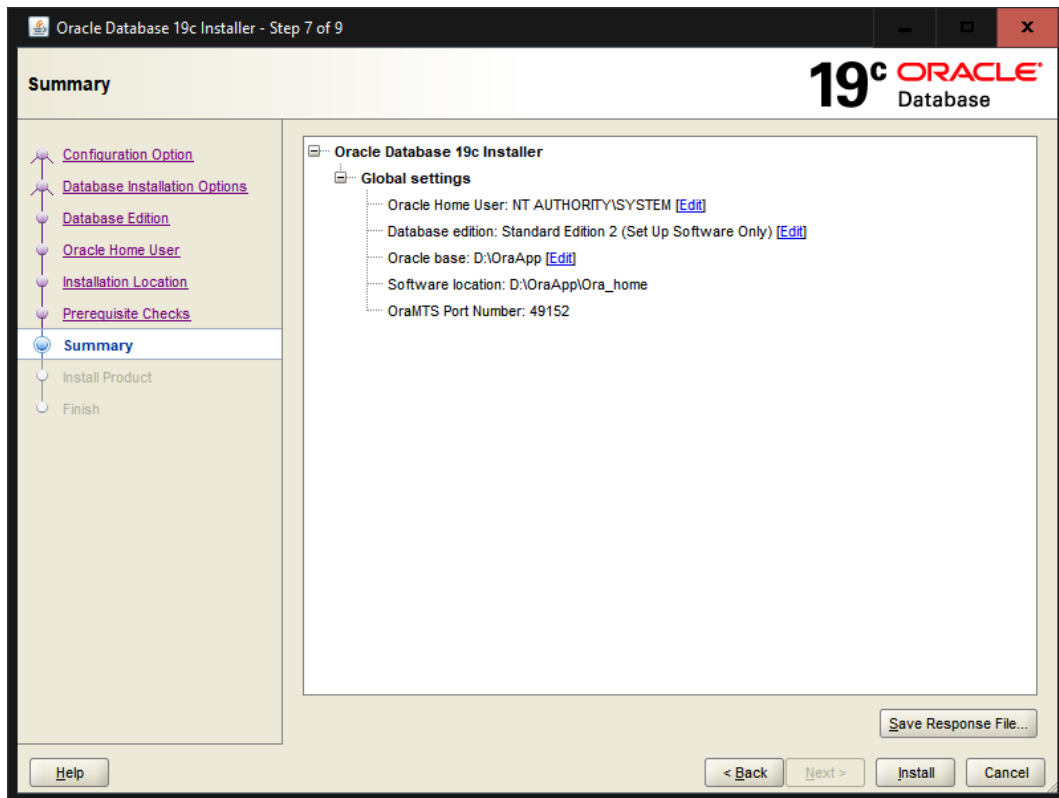 Oracle Database 19c Installer - Step 7 of 9
Summary
19c ORACLE
Database
Configuration Option
Database Installation Options
Database Edition
Oracle Home User
Installation Location
Prerequisite Checks
Summary
Install Product
Finish
Oracle Database 19c Installer
Global settings
Oracle Home User: NT AUTHORITY\SYSTEM [Edit]
Database edition: Standard Edition 2 (Set Up Software Only) [Edit]
Oracle base: D:\OraApp [Edit]
Software location: D:\OraApp\Ora_home
OraMTS Port Number: 49152
Save Response File...
Help
< Back
Next >
Install
Cancel